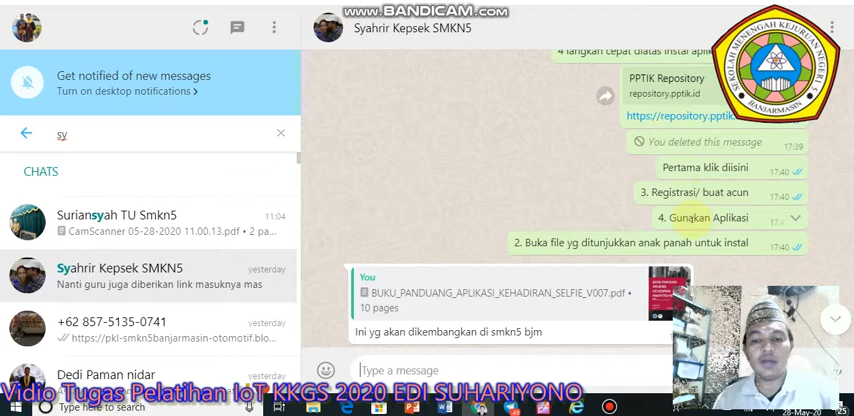 www.BANDICAM.com
Syahrir Kepsek SMKN5
Get notified of new messages
Turn on desktop notifications >
sy
CHATS
Suriansyah TU Smkn5
11:04
CamScanner 05-28-2020 11.00.13.pdf • 2 pa...
Syahrir Kepsek SMKN5
yesterday
Nanti guru juga diberikan link masuknya mas
+62 857-5135-0741
yesterday
https://pkl-smkn5banjarmasin-otomotif.blo...
Dedi Paman nidar
yesterday
4 langkah cepat diatas instal aplik
PPTIK Repository
repository.pptik.id
https://repository.pptik.
You deleted this message
17:39
Pertama klik diisini
17:40
3. Registrasi/ buat acun
17:40
4. Gunakan Aplikasi
2. Buka file yg ditunjukkan anak panah untuk instal
17:40
You
BUKU_PANDUANG_APLIKASI_KEHADIRAN_SELFIE_V007.pdf •
10 pages
Ini yg akan dikembangkan di smkn5 bjm
Type a message
SEKOLAH MENENGAH KEJURUAN NEGERI 5
BANJARMASIN
Vidio Tugas Pelatihan IoT KKGS 2020 EDI SUHARIYONO
Type here to search
28-May-20